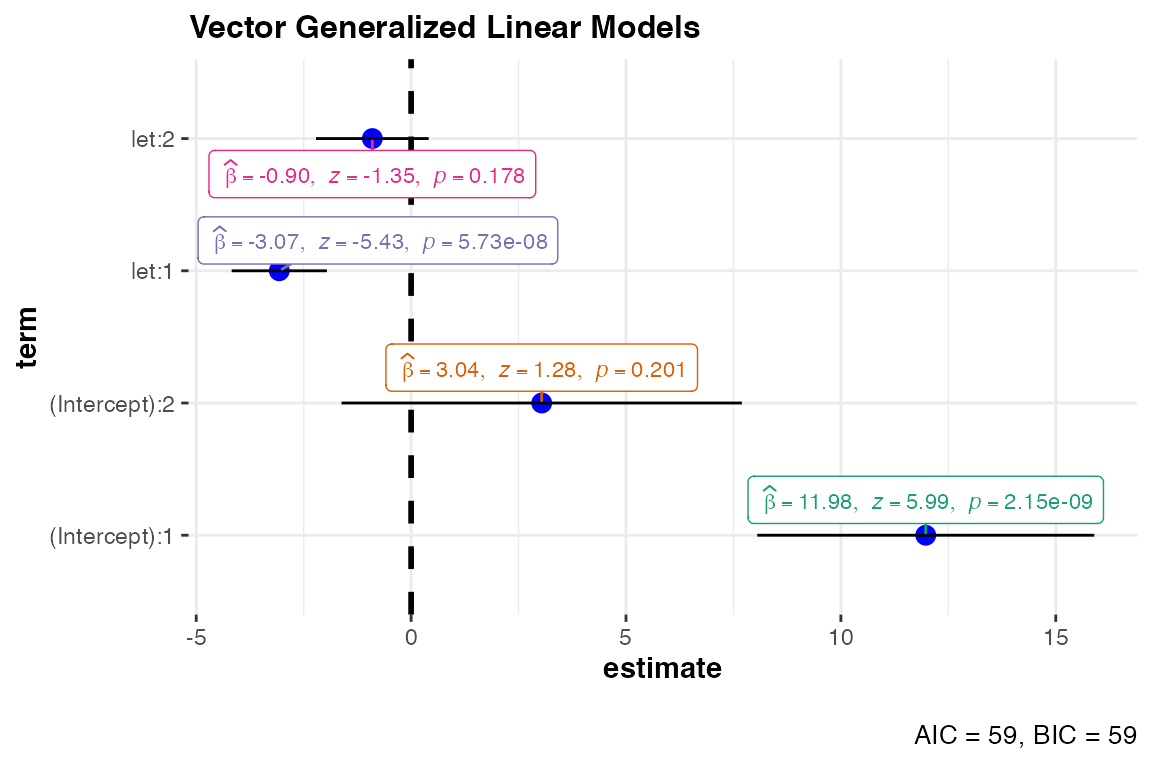 Vector Generalized Linear Models
let:2
β̂ = -0.90, z = -1.35, p = 0.178
β̂ = -3.07, z = -5.43, p = 5.73e-08
let:1
term
β̂ = 3.04, z = 1.28, p = 0.201
(Intercept):2
β̂ = 11.98, z = 5.99, p = 2.15e-09
(Intercept):1
-5 0 5 10 15
estimate
AIC = 59, BIC = 59